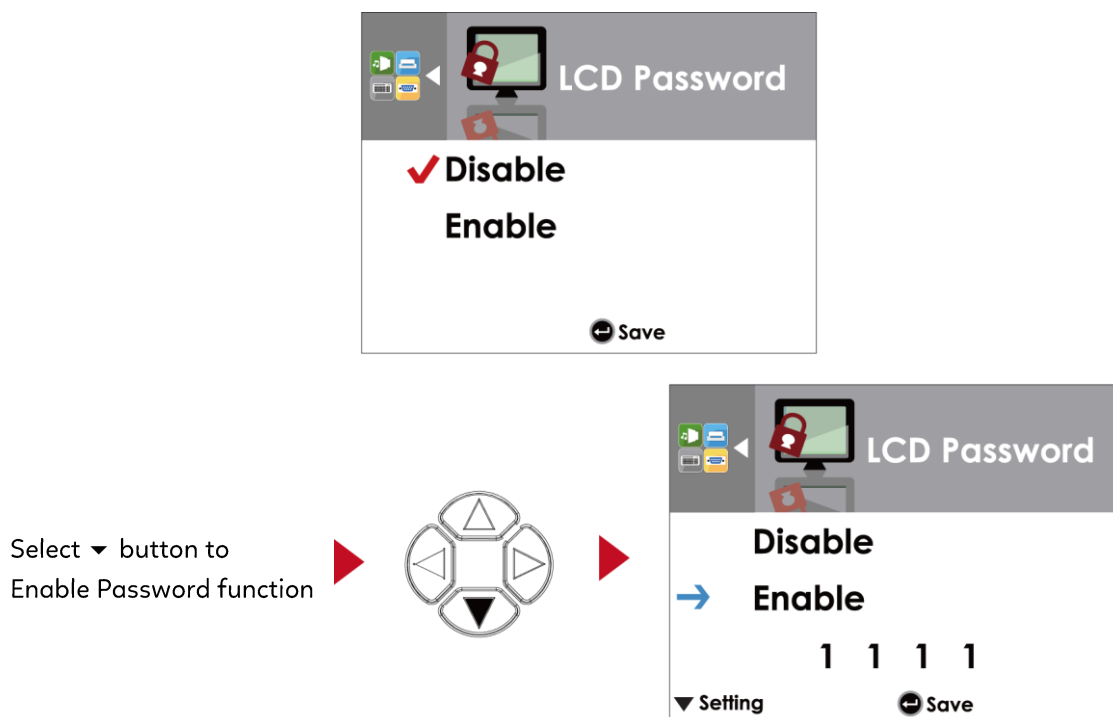 LCD Password
Disable
Enable
Save
Select ▼ button to
Enable Password function
LCD Password
Disable
Enable
1 1 1 1
▼ Setting Save